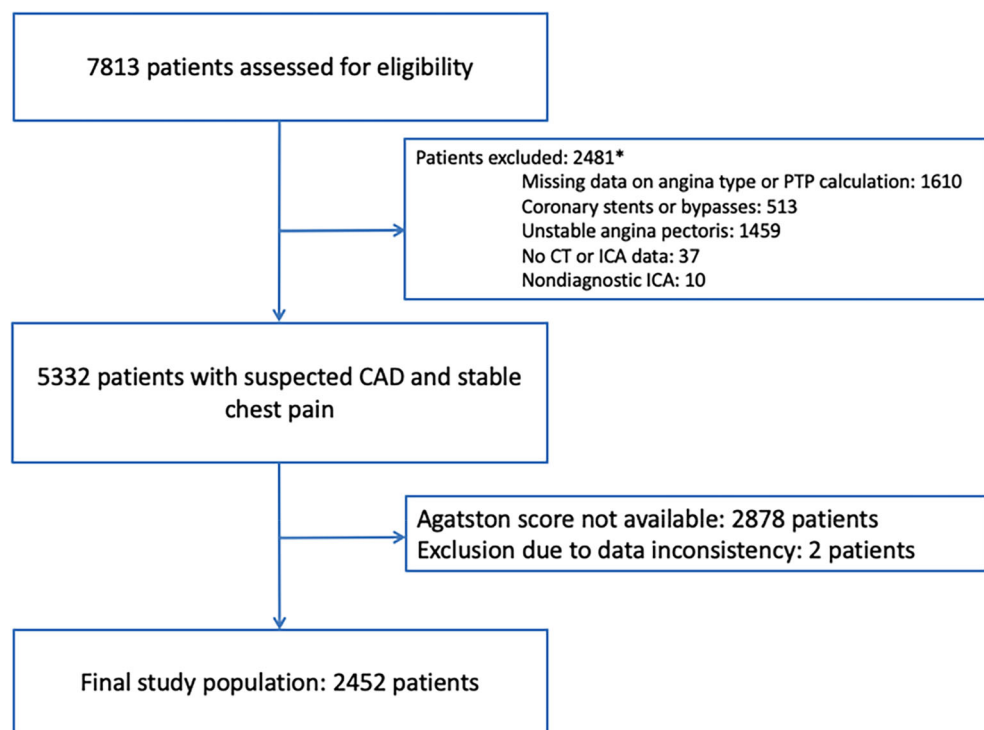 7813 patients assessed for eligibility
Patients excluded: 2481*
Missing data on angina type or PTP calculation: 1610
Coronary stents or bypasses: 513
Unstable angina pectoris: 1459
No CT or ICA data: 37
Nondiagnostic ICA: 10
5332 patients with suspected CAD and stable
chest pain
Agatston score not available: 2878 patients
Exclusion due to data inconsistency: 2 patients
Final study population: 2452 patients